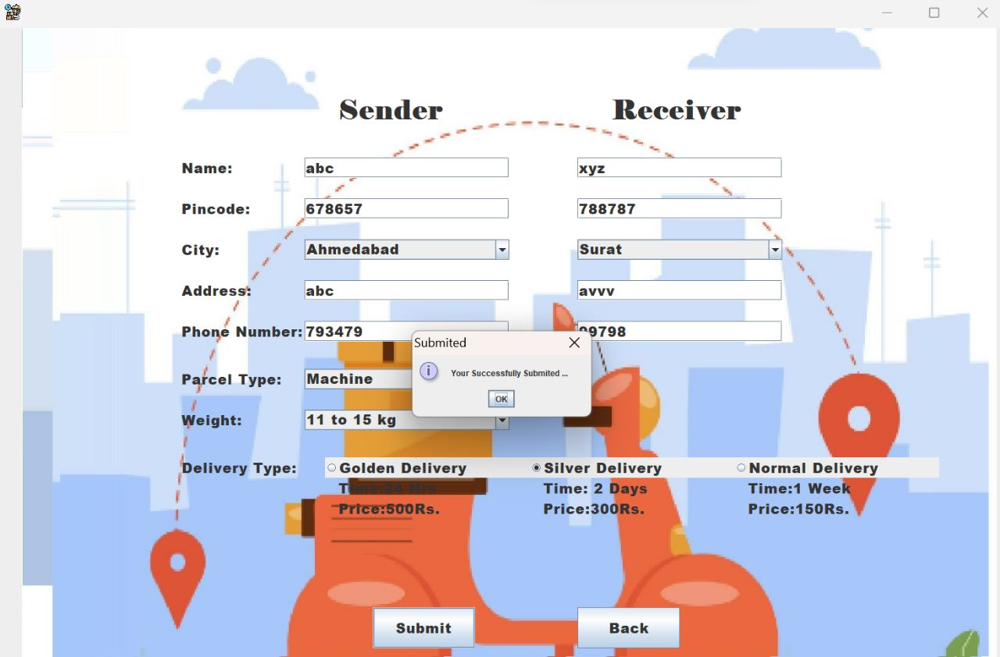 Sender Receiver
Name: abc xyz
Pincode: 678657 788787
City: Ahmedabad Surat
Address: abc avvv
Phone Number: 793479 99798
Submited
Your Successfully Submited ...
OK
Parcel Type: Machine
Weight: 11 to 15 kg
Delivery Type: Golden Delivery Silver Delivery Normal Delivery
Time:24 Hrs Time: 2 Days Time:1 Week
Price:500Rs. Price:300Rs. Price:150Rs.
Submit Back